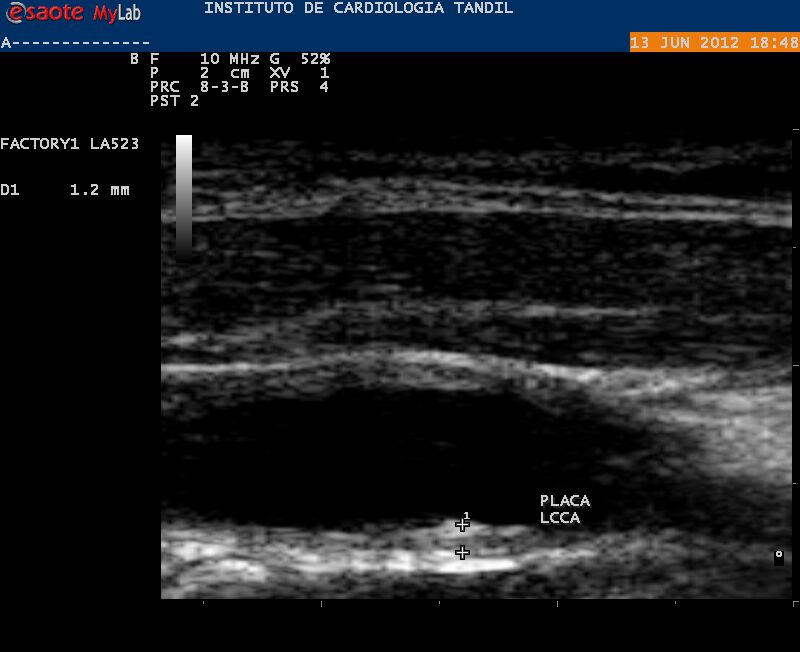 esaote MyLab
INSTITUTO DE CARDIOLOGIA TANDIL
A--------------
13 JUN 2012 18:48
B F 10 MHz G 52%
P 2 cm XV 1
PRC 8-3-B PRS 4
PST 2
FACTORY1 LA523
D1 1.2 mm
1
PLACA
LCCA